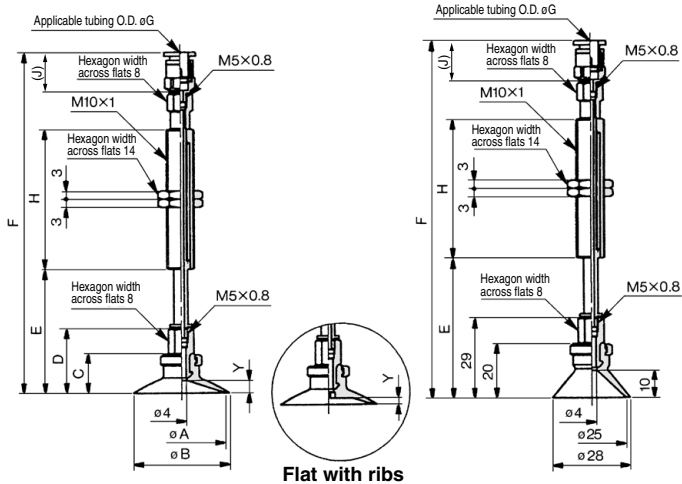 Applicable tubing O.D. øG
Hexagon width
across flats 8
M5×0.8
(J)
M10×1
Hexagon width
across flats 14
3
3
F
H
E
Hexagon width
across flats 8
M5×0.8
D
C
Y
ø4
øA
øB
Y
Flat with ribs
Applicable tubing O.D. øG
Hexagon width
across flats 8
M5×0.8
(J)
M10×1
Hexagon width
across flats 14
3
3
F
H
E
Hexagon width
across flats 8
M5×0.8
29
20
10
ø4
ø25
ø28